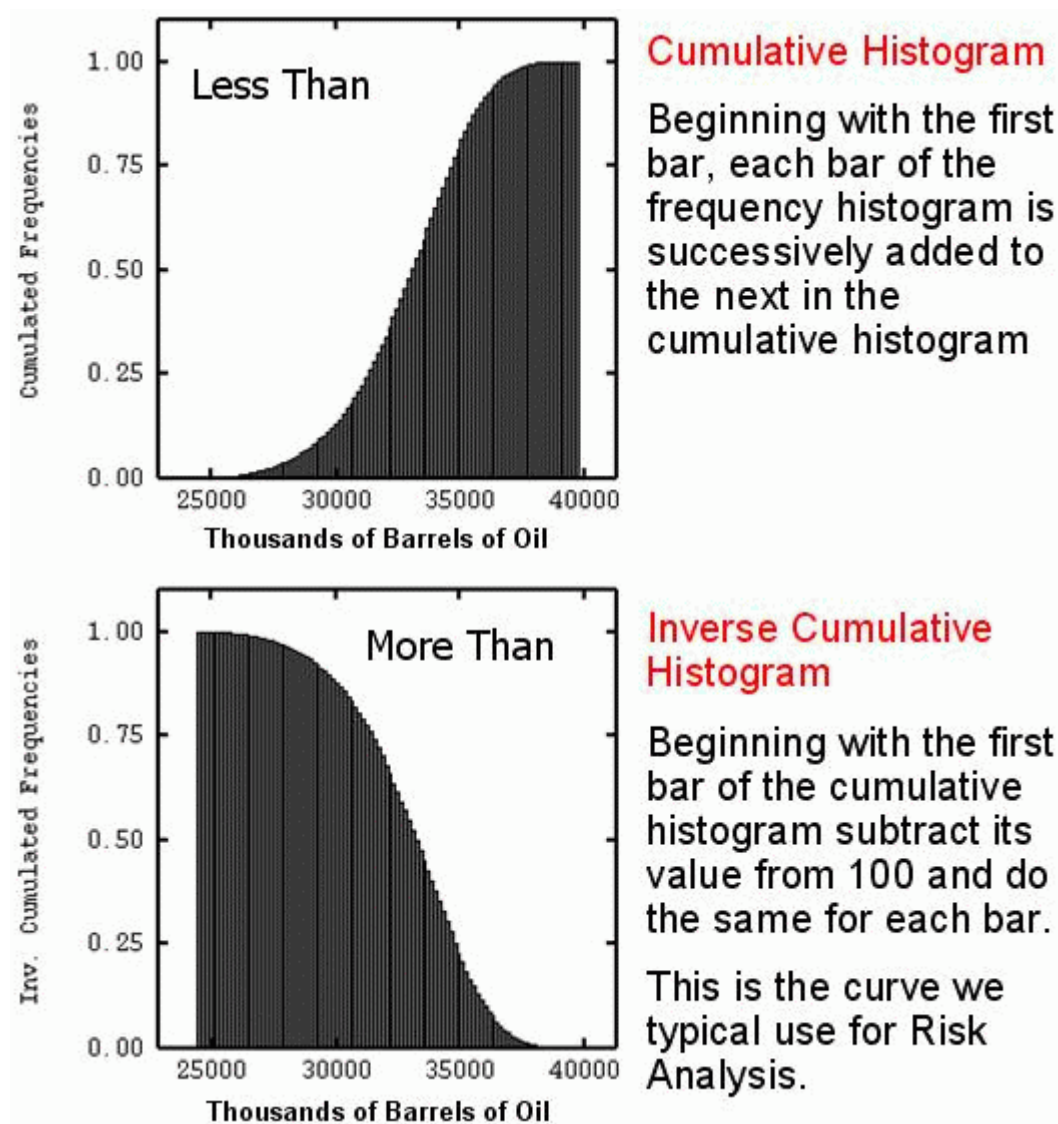 Less Than
Cumulated Frequencies
1.00
0.75
0.50
0.25
0.00
25000 30000 35000 40000
Thousands of Barrels of Oil
Cumulative Histogram
Beginning with the first
bar, each bar of the
frequency histogram is
successively added to
the next in the
cumulative histogram
More Than
Inv. Cumulated Frequencies
1.00
0.75
0.50
0.25
0.00
25000 30000 35000 40000
Thousands of Barrels of Oil
Inverse Cumulative
Histogram
Beginning with the first
bar of the cumulative
histogram subtract its
value from 100 and do
the same for each bar.
This is the curve we
typical use for Risk
Analysis.